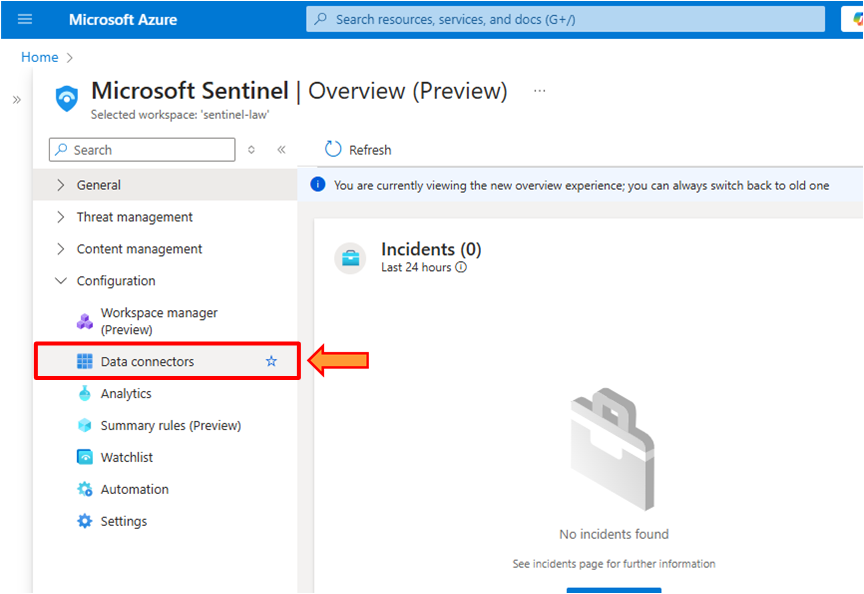 Microsoft Azure
Search resources, services, and docs (G+/)
Home
Microsoft Sentinel | Overview (Preview)
Selected workspace: 'sentinel-law'
Search
Refresh
General
Threat management
Content management
Configuration
Workspace manager
(Preview)
Data connectors
Analytics
Summary rules (Preview)
Watchlist
Automation
Settings
You are currently viewing the new overview experience; you can always switch back to old one
Incidents (0)
Last 24 hours
No incidents found
See incidents page for further information